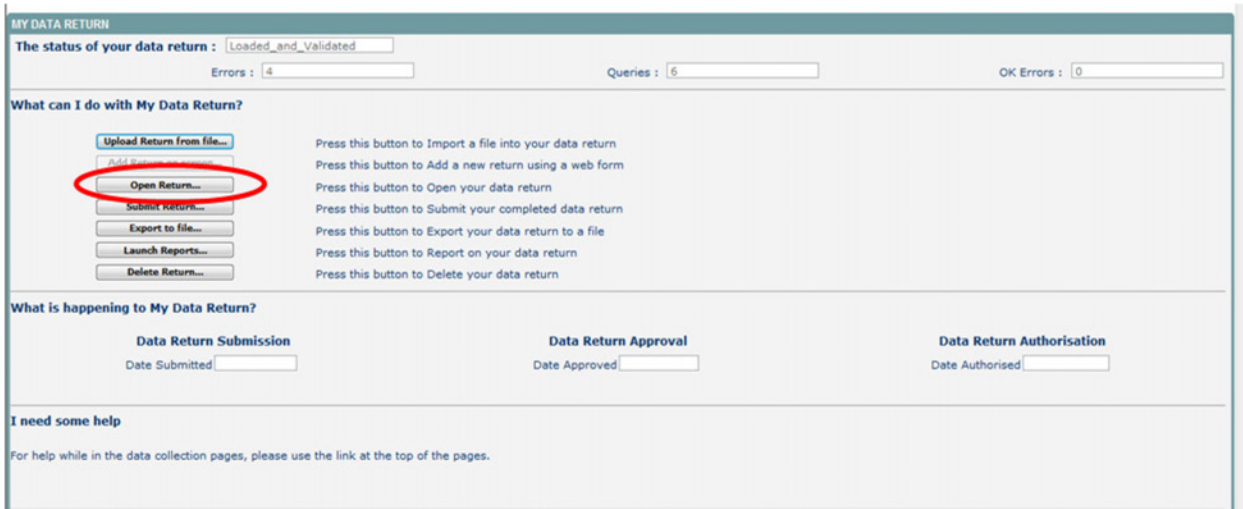 MY DATA RETURN
The status of your data return : Loaded_and_Validated
Errors : 4 Queries : 6 OK Errors : 0
What can I do with My Data Return?
Upload Return from file... Press this button to Import a file into your data return
Add Return on screen... Press this button to Add a new return using a web form
Open Return... Press this button to Open your data return
Submit Return... Press this button to Submit your completed data return
Export to file... Press this button to Export your data return to a file
Launch Reports... Press this button to Report on your data return
Delete Return... Press this button to Delete your data return
What is happening to My Data Return?
Data Return Submission Data Return Approval Data Return Authorisation
Date Submitted Date Approved Date Authorised
I need some help
For help while in the data collection pages, please use the link at the top of the pages.